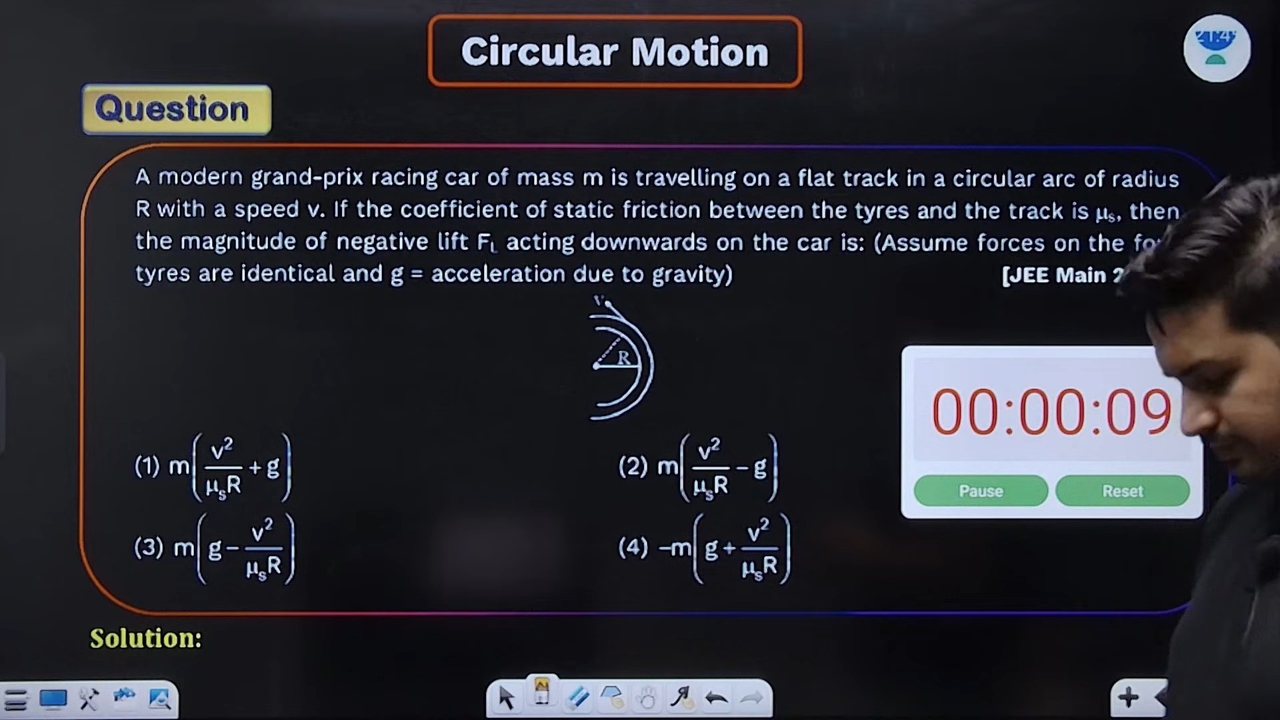 Circular Motion
Question
A modern grand-prix racing car of mass m is travelling on a flat track in a circular arc of radius
R with a speed v. If the coefficient of static friction between the tyres and the track is μₛ, then
the magnitude of negative lift F_L acting downwards on the car is: (Assume forces on the
tyres are identical and g = acceleration due to gravity)
[JEE Main
v
R
00:00:09
Pause
Reset
(1) m(v²/μₛR + g)
(2) m(v²/μₛR − g)
(3) m(g − v²/μₛR)
(4) −m(g + v²/μₛR)
Solution: